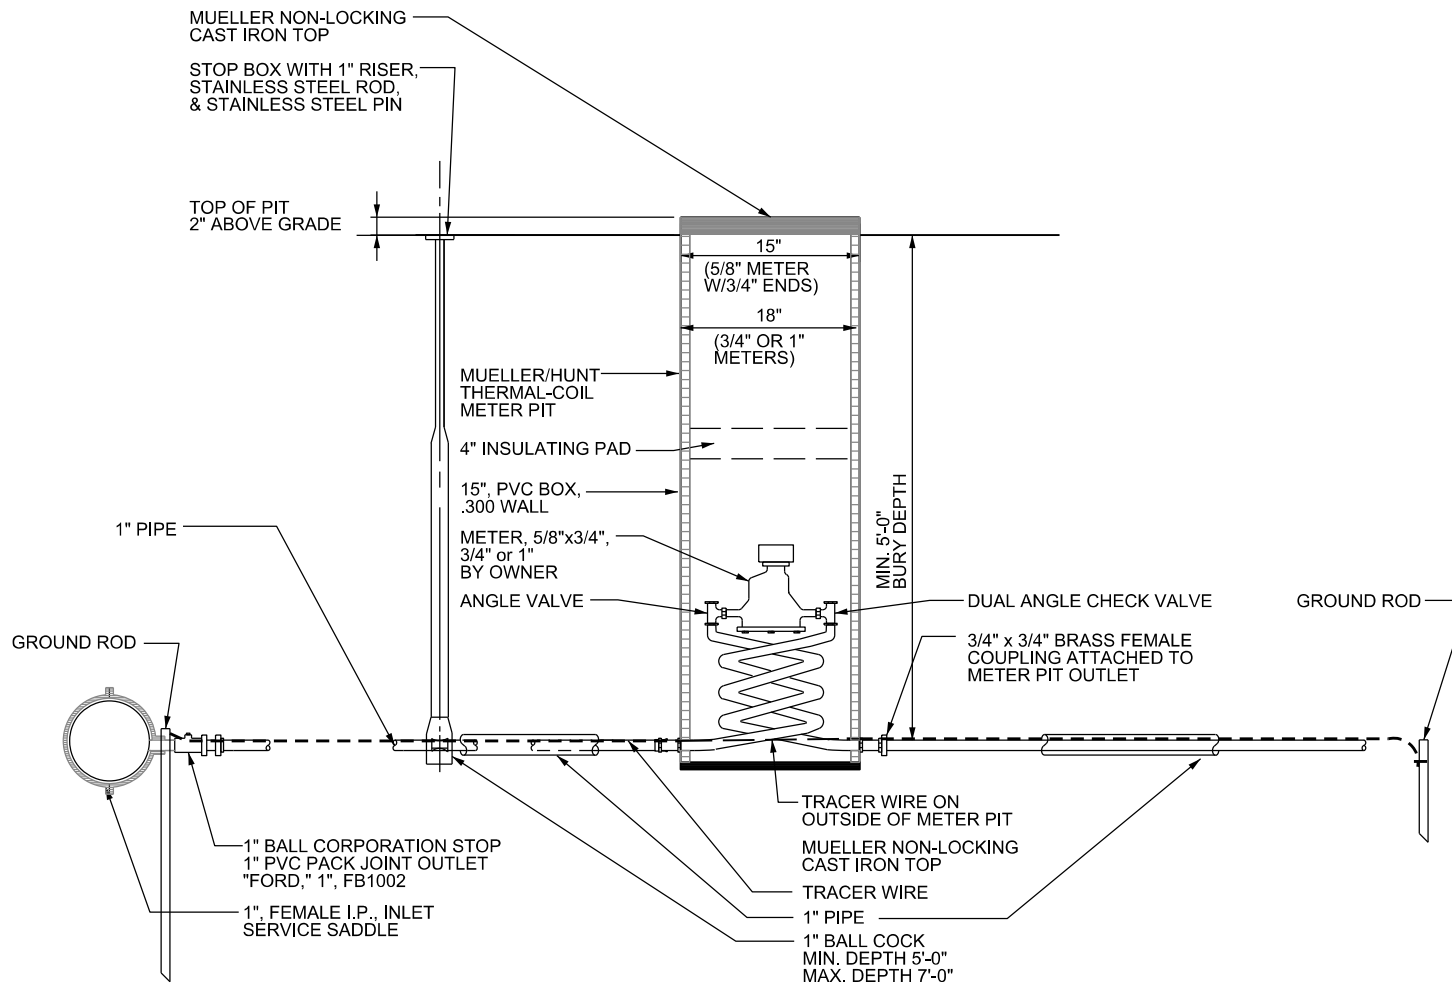 MUELLER NON-LOCKING
CAST IRON TOP
STOP BOX WITH 1" RISER,
STAINLESS STEEL ROD,
& STAINLESS STEEL PIN
TOP OF PIT
2" ABOVE GRADE
15"
(5/8" METER
W/3/4" ENDS)
18"
(3/4" OR 1"
METERS)
MUELLER/HUNT
THERMAL-COIL
METER PIT
4" INSULATING PAD
15", PVC BOX,
.300 WALL
METER, 5/8"x3/4",
3/4" or 1"
BY OWNER
ANGLE VALVE
1" PIPE
GROUND ROD
MIN. 5'-0"
BURY DEPTH
DUAL ANGLE CHECK VALVE
3/4" x 3/4" BRASS FEMALE
COUPLING ATTACHED TO
METER PIT OUTLET
GROUND ROD
1" BALL CORPORATION STOP
1" PVC PACK JOINT OUTLET
"FORD," 1", FB1002
1", FEMALE I.P., INLET
SERVICE SADDLE
TRACER WIRE ON
OUTSIDE OF METER PIT
MUELLER NON-LOCKING
CAST IRON TOP
TRACER WIRE
1" PIPE
1" BALL COCK
MIN. DEPTH 5'-0"
MAX. DEPTH 7'-0"